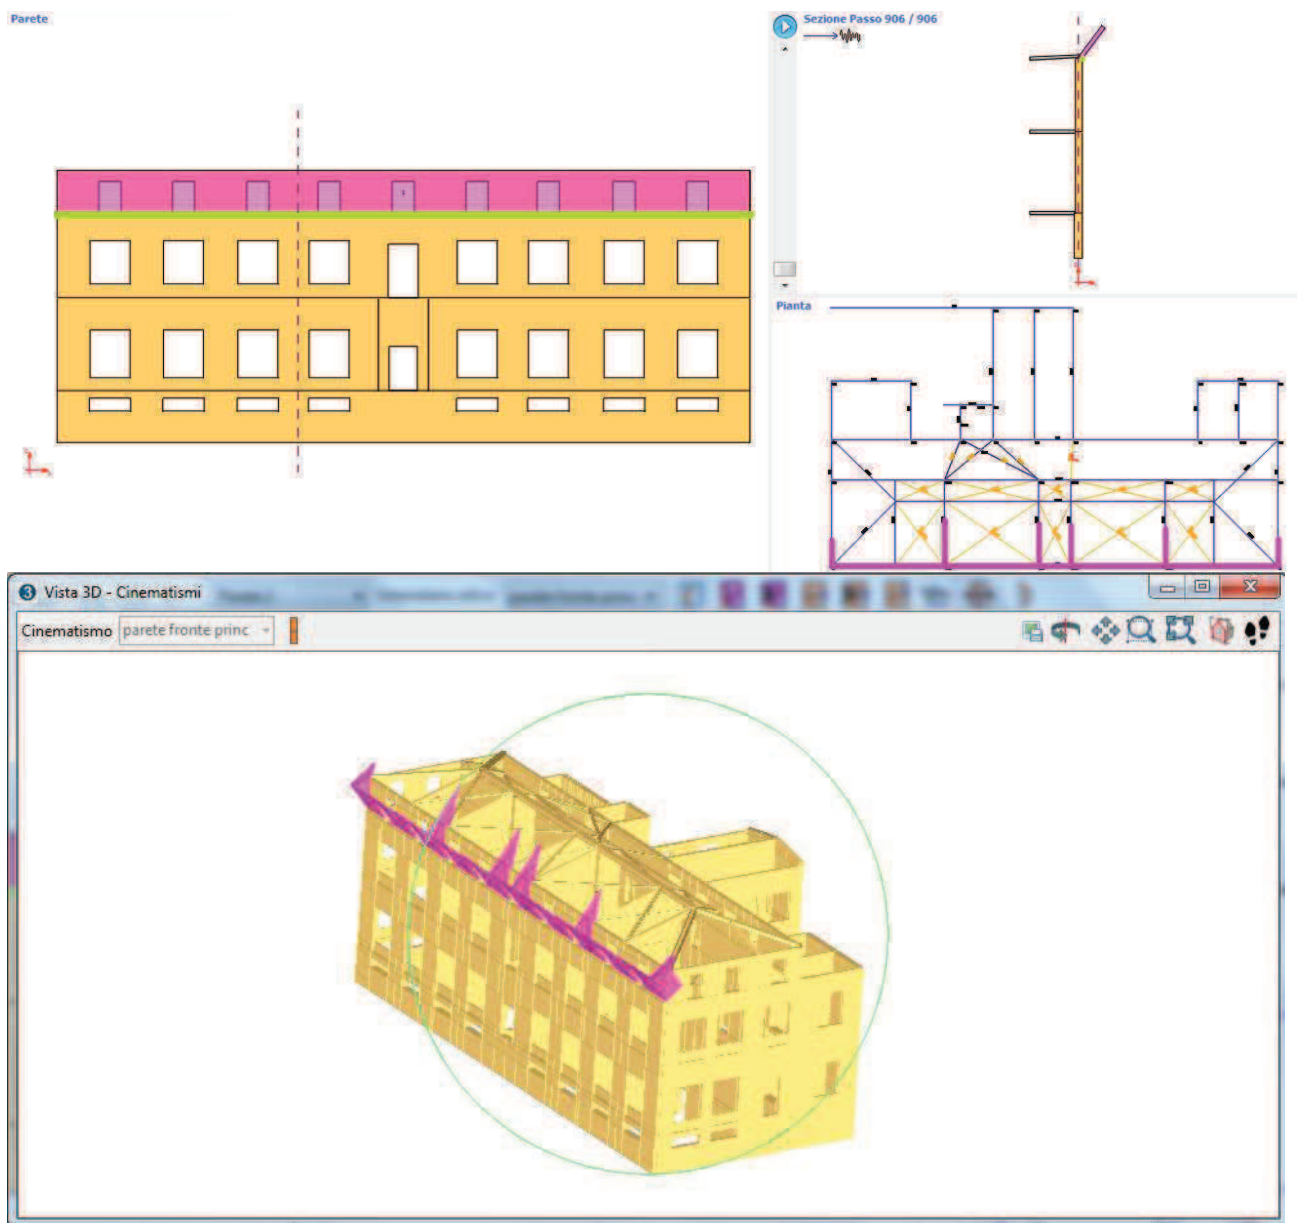 Parete
Sezione Passo 906 / 906
Pianta
Vista 3D - Cinematismi
Cinematismo parete fronte princ